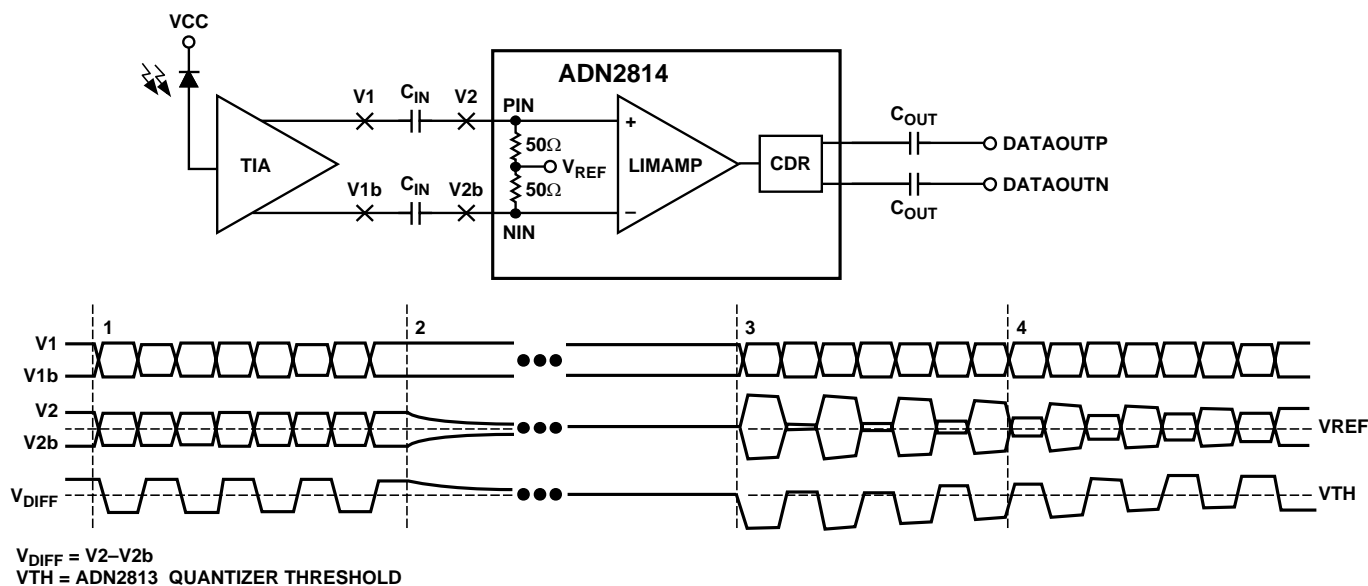 VCC
ADN2814
V1 CIN V2 PIN
COUT
+
50Ω
DATAOUTP
TIA
VREF
LIMAMP
CDR
50Ω
V1b CIN V2b
DATAOUTN
–
COUT
NIN
1 2 3 4
V1
V1b
V2
VREF
V2b
VDIFF
VTH
VDIFF = V2–V2b
VTH = ADN2813 QUANTIZER THRESHOLD